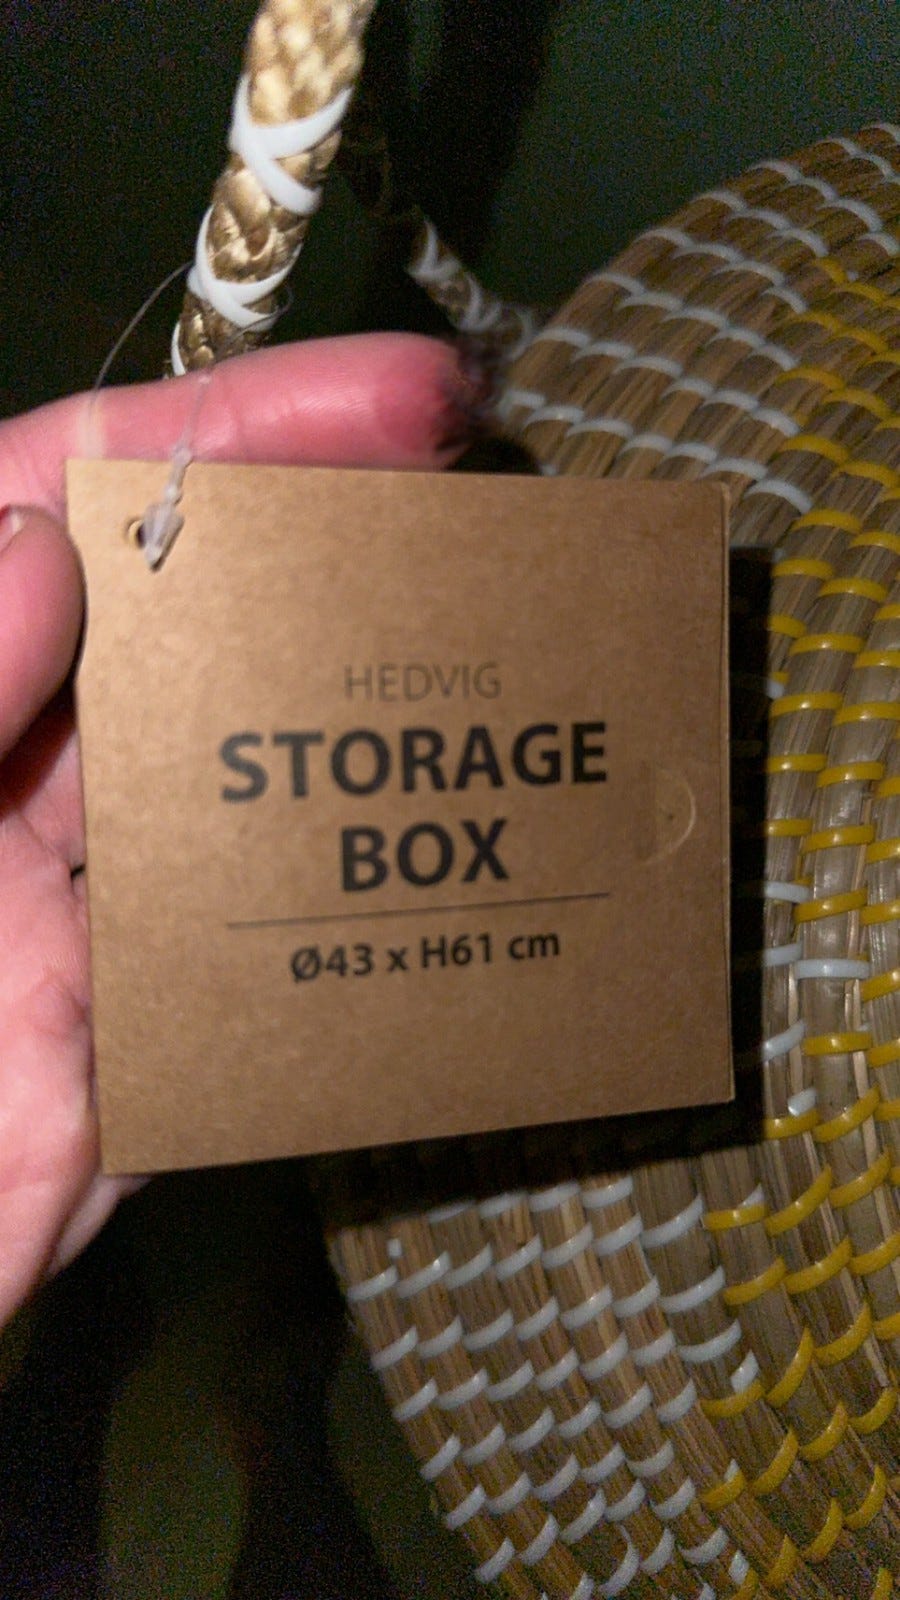 HEDVIG
STORAGE
BOX
Ø43 x H61 cm